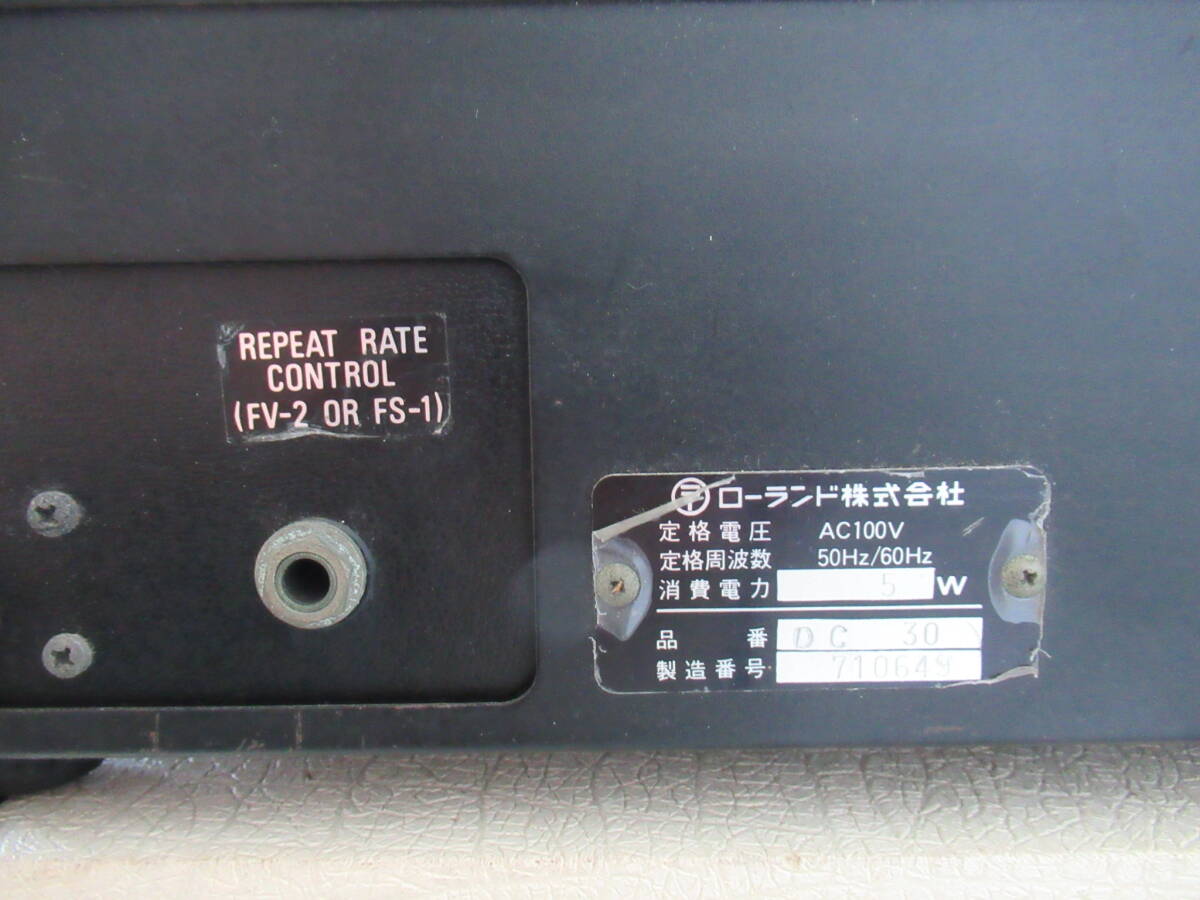 REPEAT RATE
CONTROL
(FV-2 OR FS-1)
〒 ローランド株式会社
定格電圧 AC100V
定格周波数 50Hz/60Hz
消費電力 5 W
品番 DC 30
製造番号